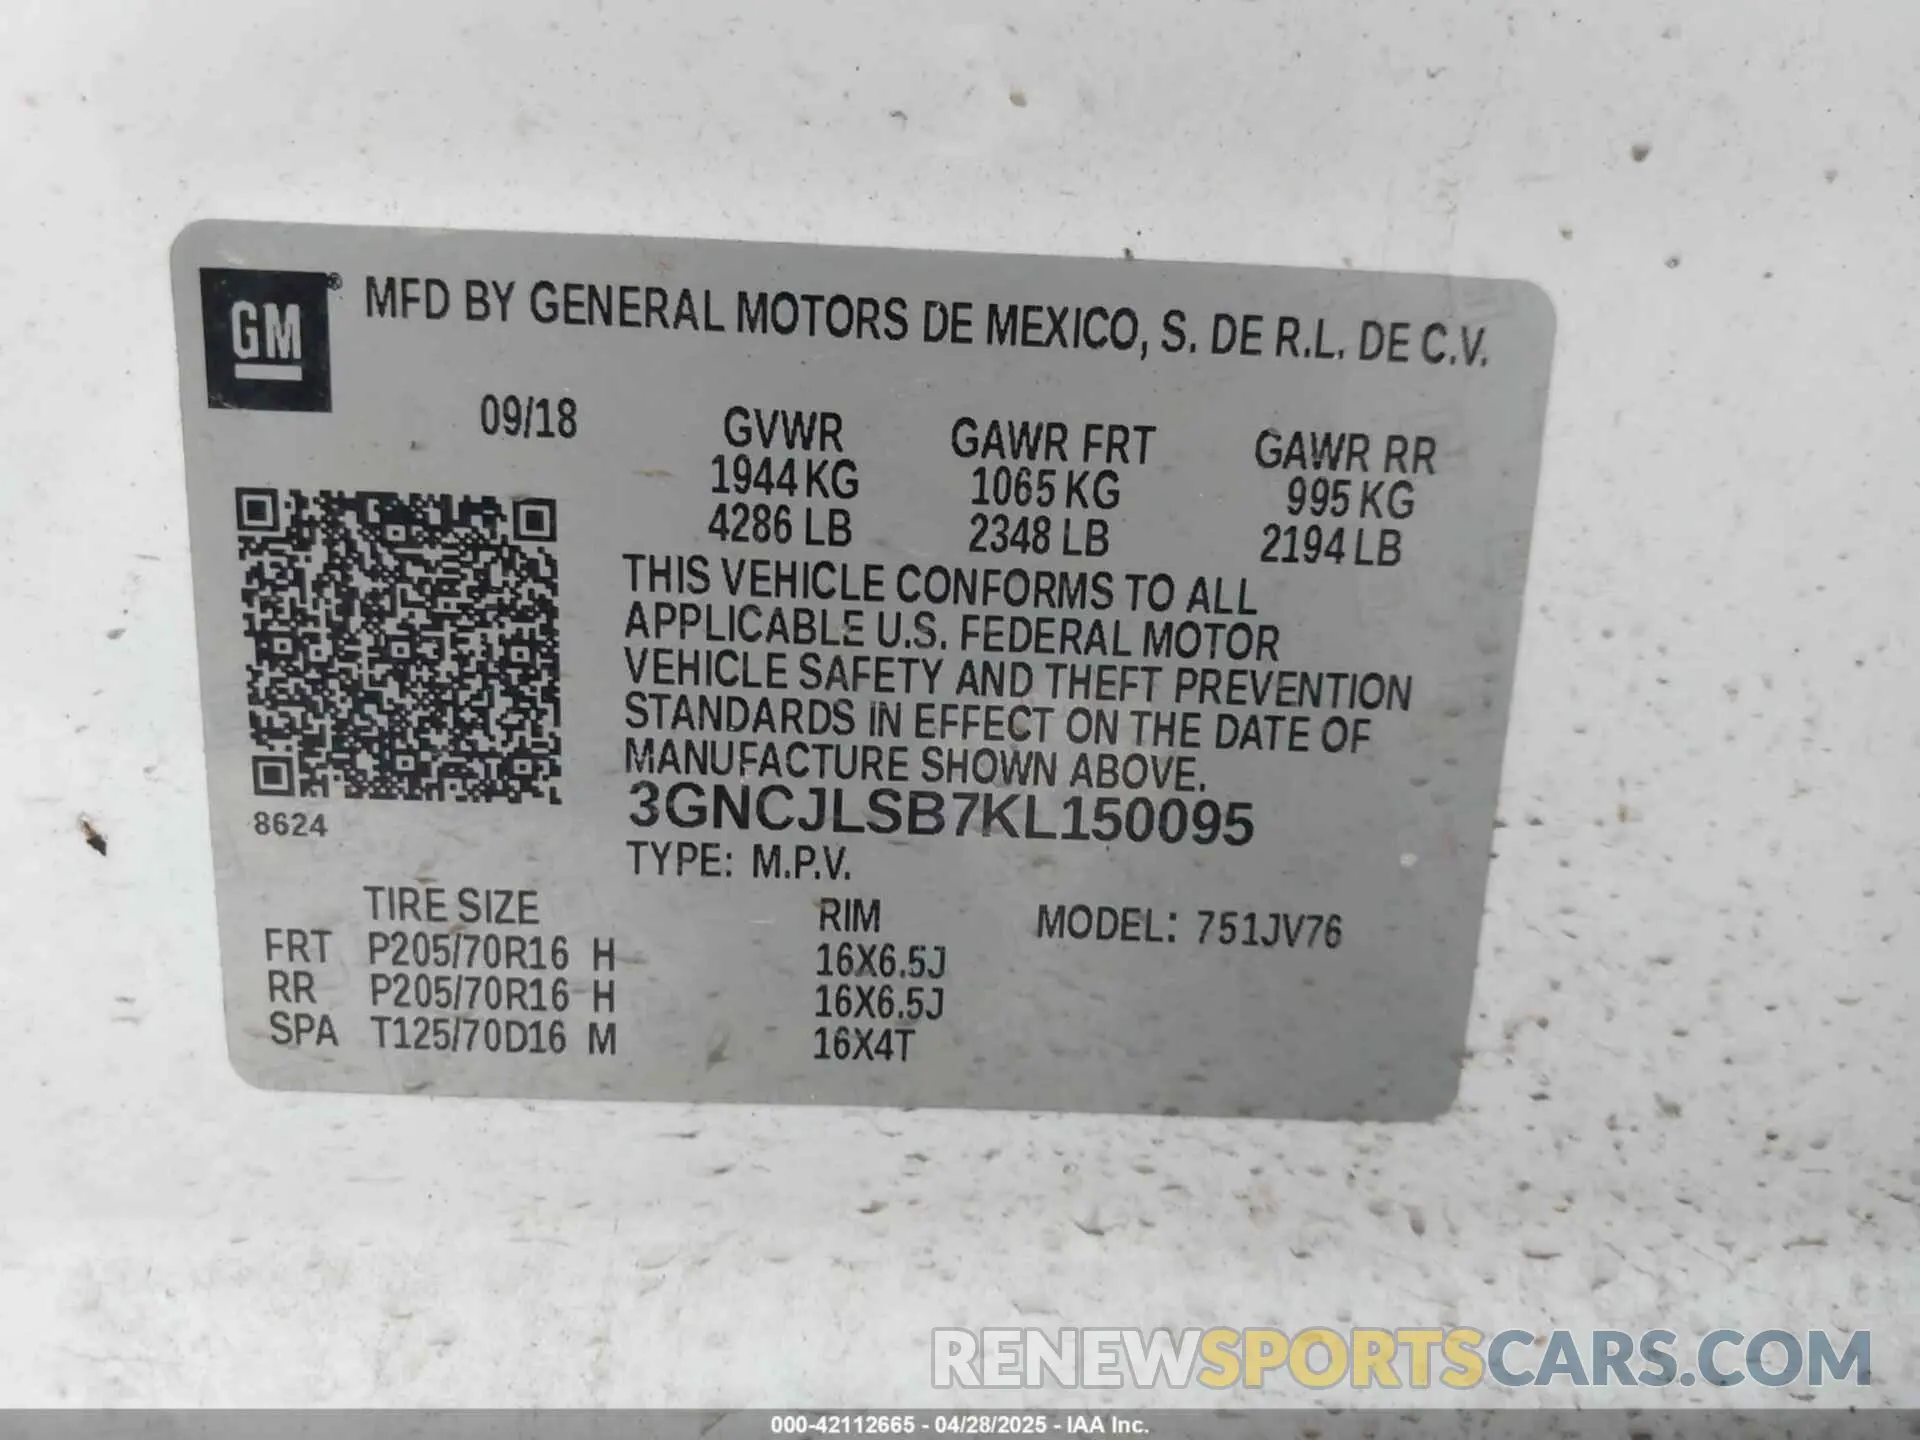 GM® MFD BY GENERAL MOTORS DE MEXICO, S. DE R.L. DE C.V.
09/18 GVWR GAWR FRT GAWR RR
1944 KG 1065 KG 995 KG
4286 LB 2348 LB 2194 LB
THIS VEHICLE CONFORMS TO ALL
APPLICABLE U.S. FEDERAL MOTOR
VEHICLE SAFETY AND THEFT PREVENTION
STANDARDS IN EFFECT ON THE DATE OF
MANUFACTURE SHOWN ABOVE.
3GNCJLSB7KL150095
8624
TYPE: M.P.V.
TIRE SIZE RIM MODEL: 751JV76
FRT P205/70R16 H 16X6.5J
RR P205/70R16 H 16X6.5J
SPA T125/70D16 M 16X4T
RENEWSPORTSCARS.COM
000-42112665 - 04/28/2025 - IAA Inc.